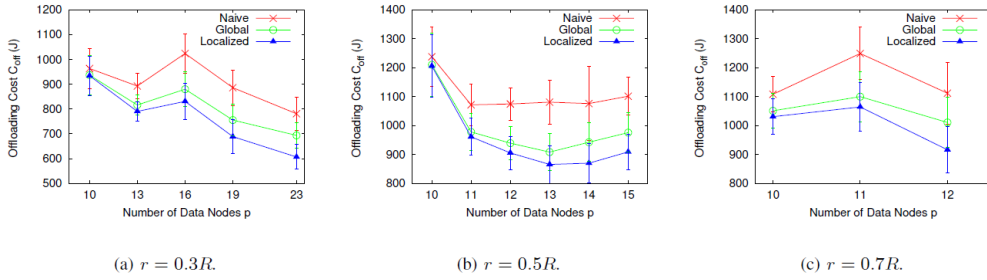 Naive
Global
Localized
Offloading Cost C_off (J)
1200
1100
1000
900
800
700
600
500
10 13 16 19 23
Number of Data Nodes p
(a) r = 0.3R.
Naive
Global
Localized
Offloading Cost C_off (J)
1400
1300
1200
1100
1000
900
800
10 11 12 13 14 15
Number of Data Nodes p
(b) r = 0.5R.
Naive
Global
Localized
Offloading Cost C_off (J)
1400
1300
1200
1100
1000
900
800
10 11 12
Number of Data Nodes p
(c) r = 0.7R.